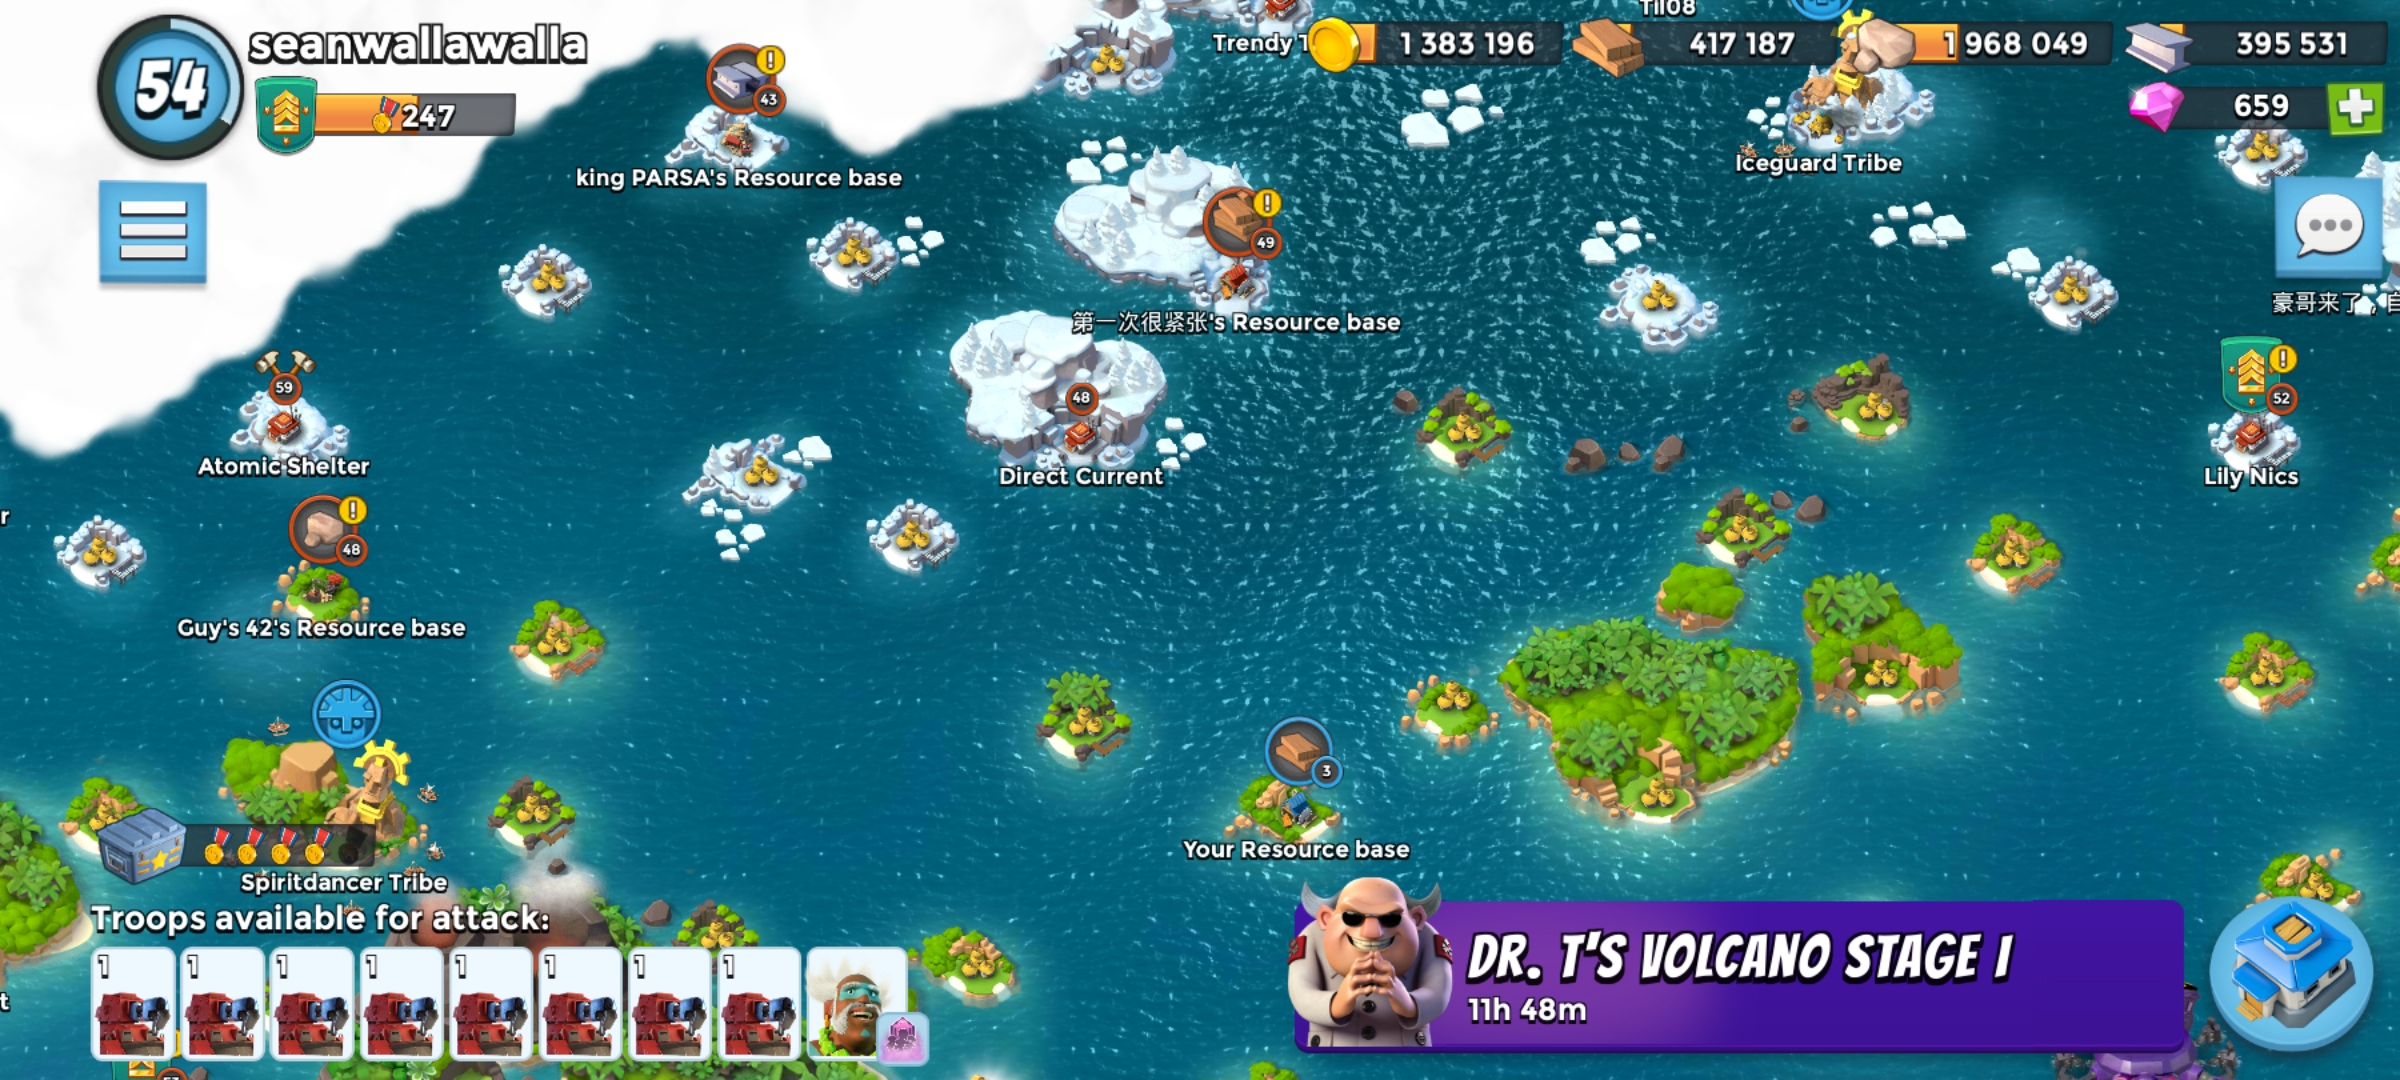 Til08
54
seanwallawalla
247
!
43
king PARSA's Resource base
Trendy
1 383 196
417 187
1 968 049
395 531
659
Iceguard Tribe
!
49
第一次很紧张's Resource base
豪哥来了
59
Atomic Shelter
48
Direct Current
!
52
Lily Nics
!
48
Guy's 42's Resource base
3
Your Resource base
Spiritdancer Tribe
Troops available for attack:
1 1 1 1 1 1 1 1
DR. T'S VOLCANO STAGE I
11h 48m